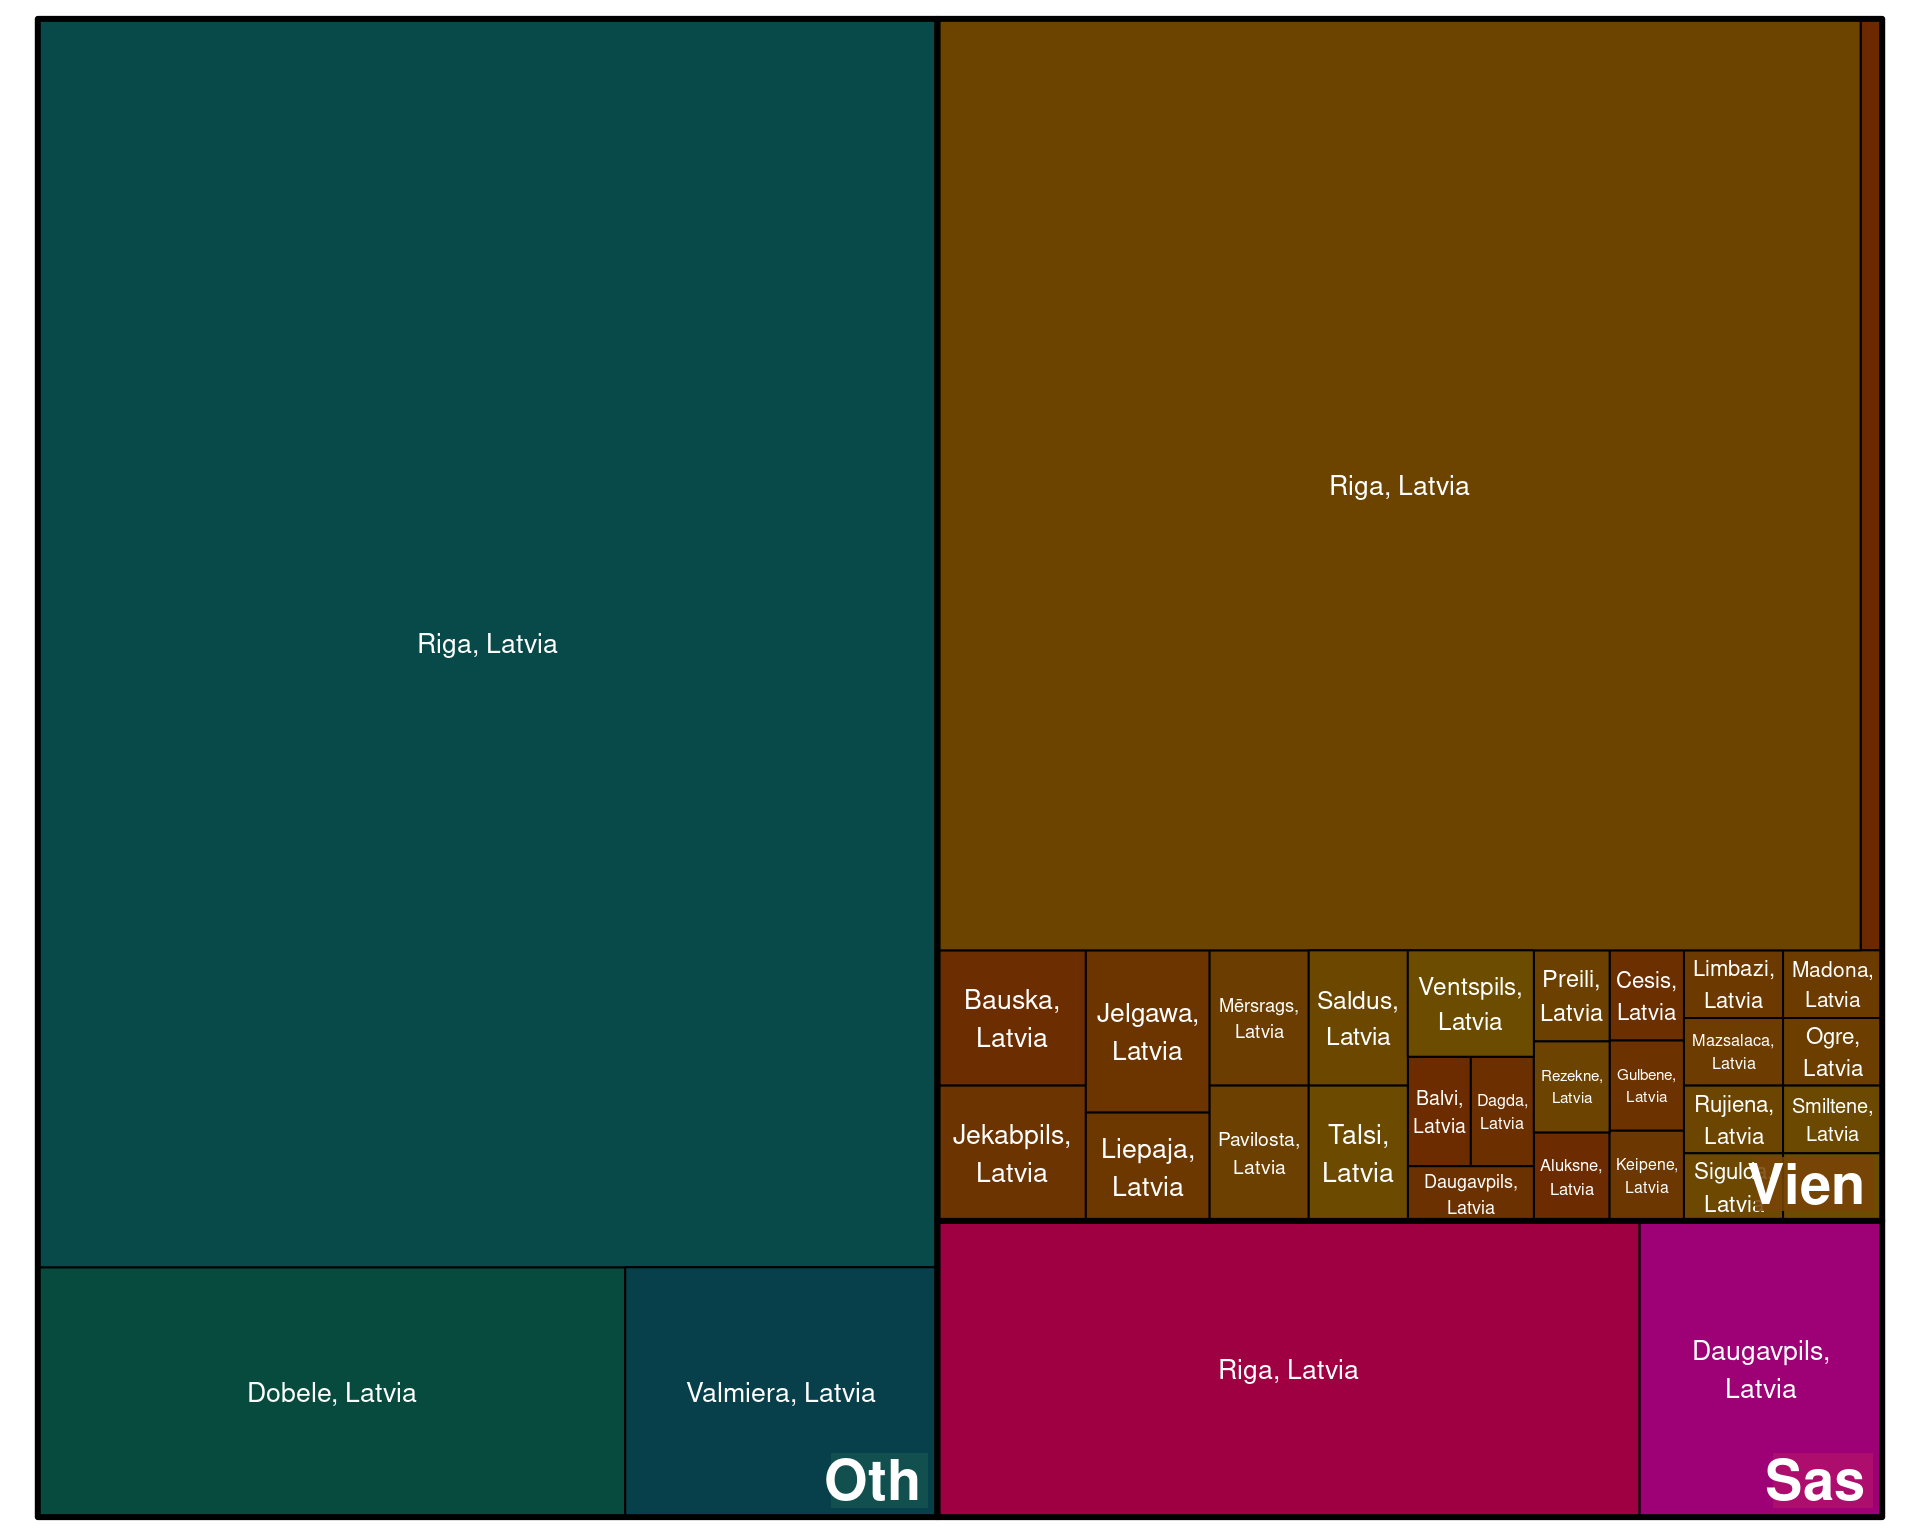 Riga, Latvia
Dobele, Latvia
Valmiera, Latvia
Oth
Riga, Latvia
Bauska,
Latvia
Jekabpils,
Latvia
Jelgawa,
Latvia
Liepaja,
Latvia
Mērsrags,
Latvia
Pavilosta,
Latvia
Saldus,
Latvia
Talsi,
Latvia
Ventspils,
Latvia
Balvi,
Latvia
Dagda,
Latvia
Daugavpils,
Latvia
Preili,
Latvia
Rezekne,
Latvia
Aluksne,
Latvia
Cesis,
Latvia
Gulbene,
Latvia
Keipene,
Latvia
Limbazi,
Latvia
Mazsalaca,
Latvia
Rujiena,
Latvia
Latvia
Madona,
Latvia
Ogre,
Latvia
Smiltene,
Latvia
Vien
Riga, Latvia
Daugavpils,
Latvia
Sas